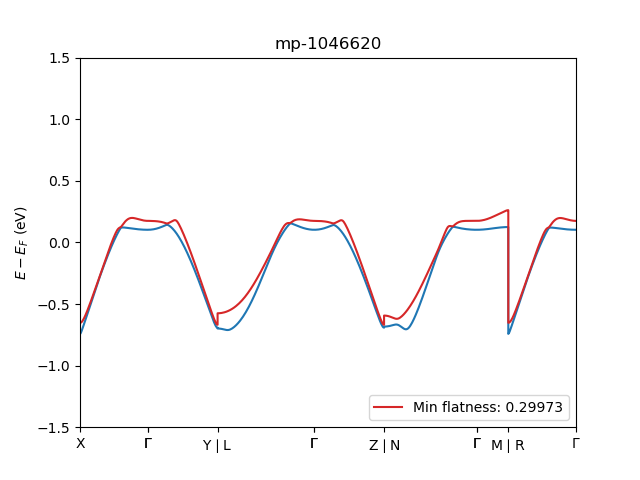 mp-1046620
1.5
1.0
0.5
0.0
−0.5
−1.0
−1.5
E − E_F (eV)
Min flatness: 0.29973
X Γ Y | L Γ Z | N Γ M | R Γ